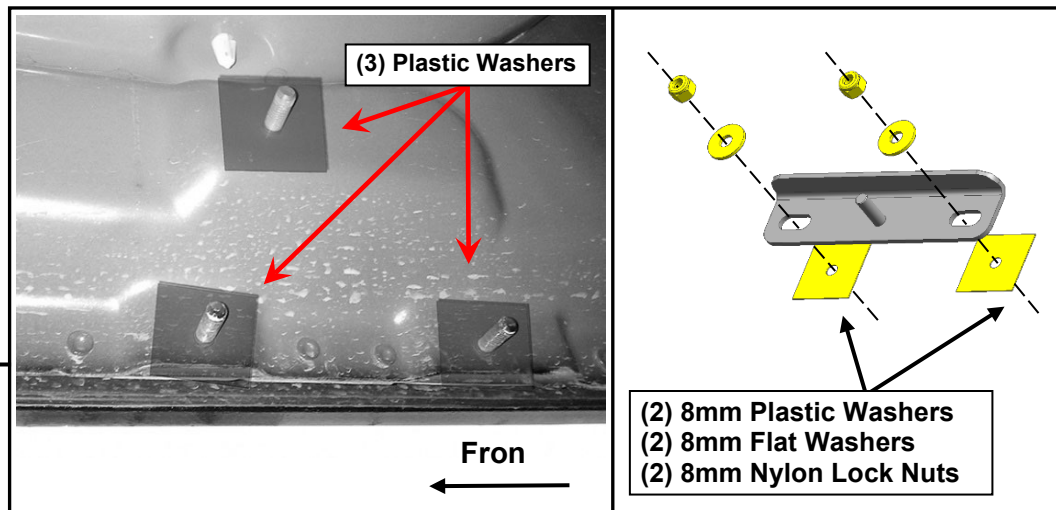 (3) Plastic Washers
Fron
(2) 8mm Plastic Washers
(2) 8mm Flat Washers
(2) 8mm Nylon Lock Nuts